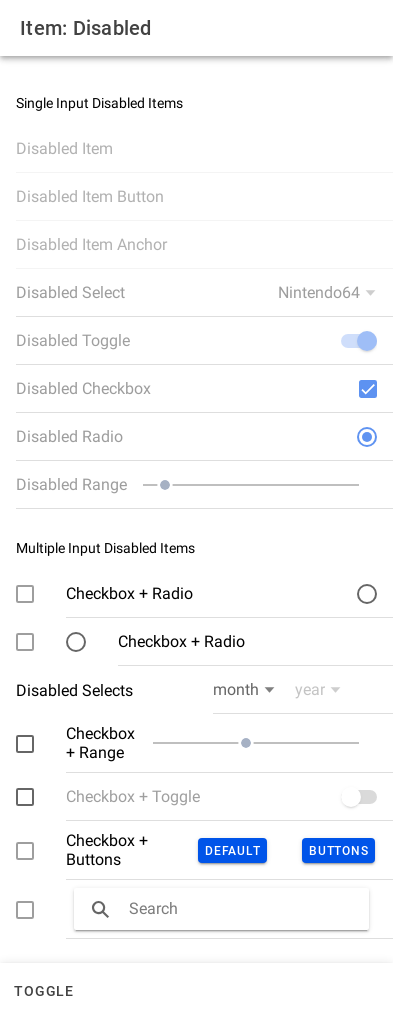 Item: Disabled
Single Input Disabled Items
Disabled Item
Disabled Item Button
Disabled Item Anchor
Disabled Select Nintendo64
Disabled Toggle
Disabled Checkbox
Disabled Radio
Disabled Range
Multiple Input Disabled Items
Checkbox + Radio
Checkbox + Radio
Disabled Selects month year
Checkbox
+ Range
Checkbox + Toggle
Checkbox +
Buttons
DEFAULT BUTTONS
Search
TOGGLE